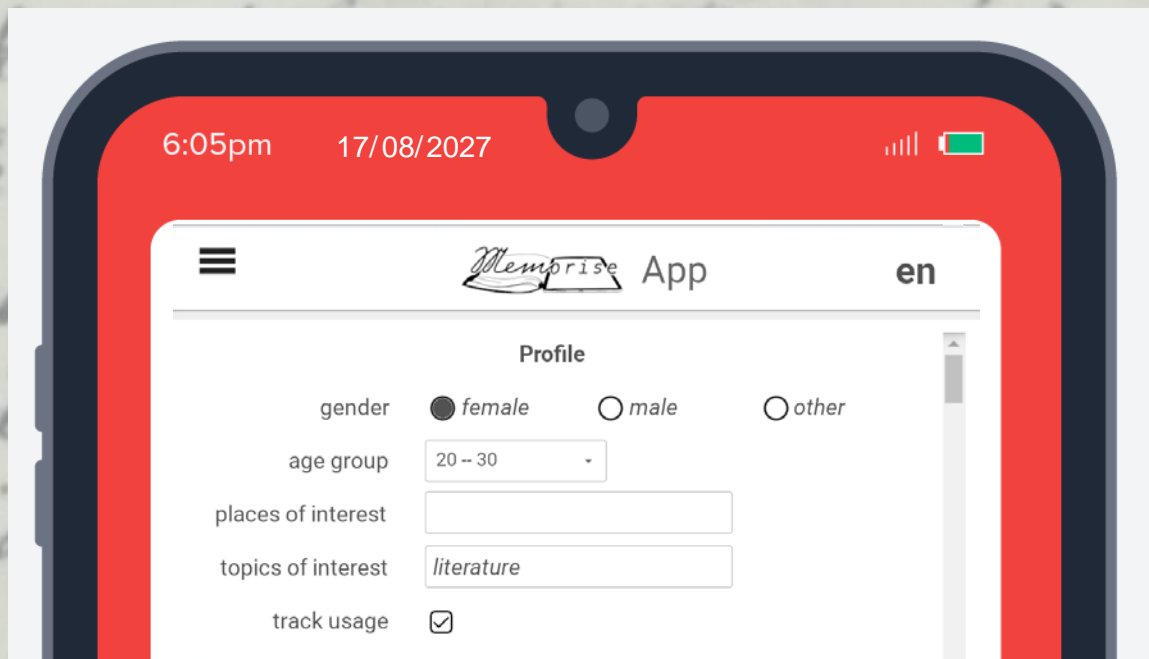 6:05pm 17/08/2027
Memorise App en
Profile
gender female male other
age group 20 -- 30
places of interest
topics of interest literature
track usage